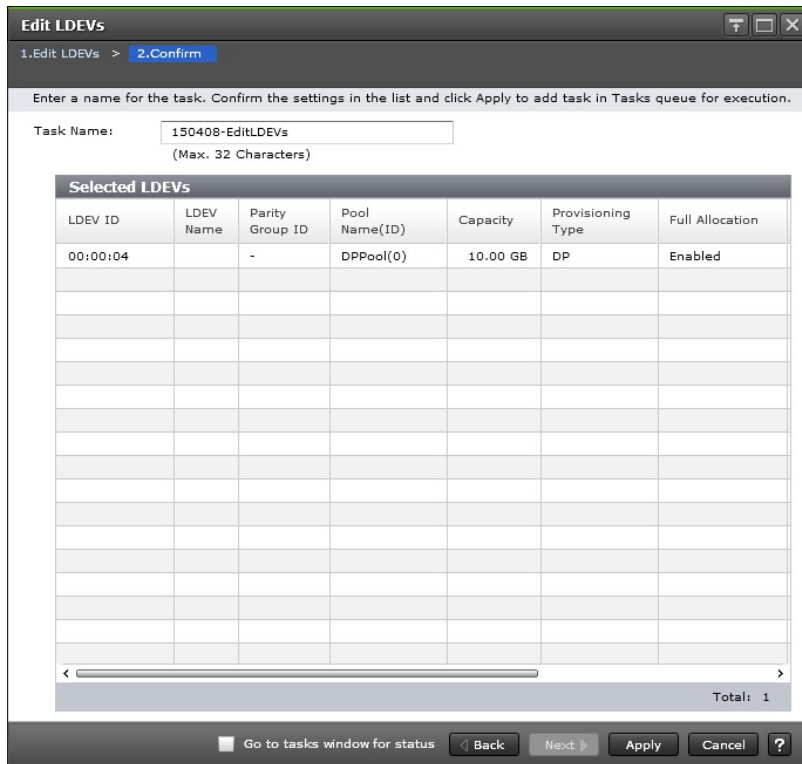 Edit LDEVs
1.Edit LDEVs > 2.Confirm
Enter a name for the task. Confirm the settings in the list and click Apply to add task in Tasks queue for execution.
Task Name: 150408-EditLDEVs
(Max. 32 Characters)
Selected LDEVs
LDEV ID LDEV Name Parity Group ID Pool Name(ID) Capacity Provisioning Type Full Allocation
00:00:04 - DPPool(0) 10.00 GB DP Enabled
Total: 1
Go to tasks window for status Back Next Apply Cancel ?